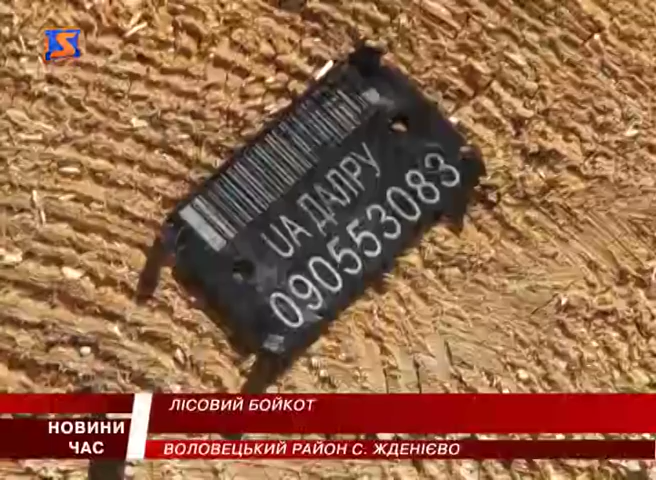 UA ДАЛРУ
090553083
ЛІСОВИЙ БОЙКОТ
НОВИНИ
ЧАС
ВОЛОВЕЦЬКИЙ РАЙОН С. ЖДЕНІЄВО